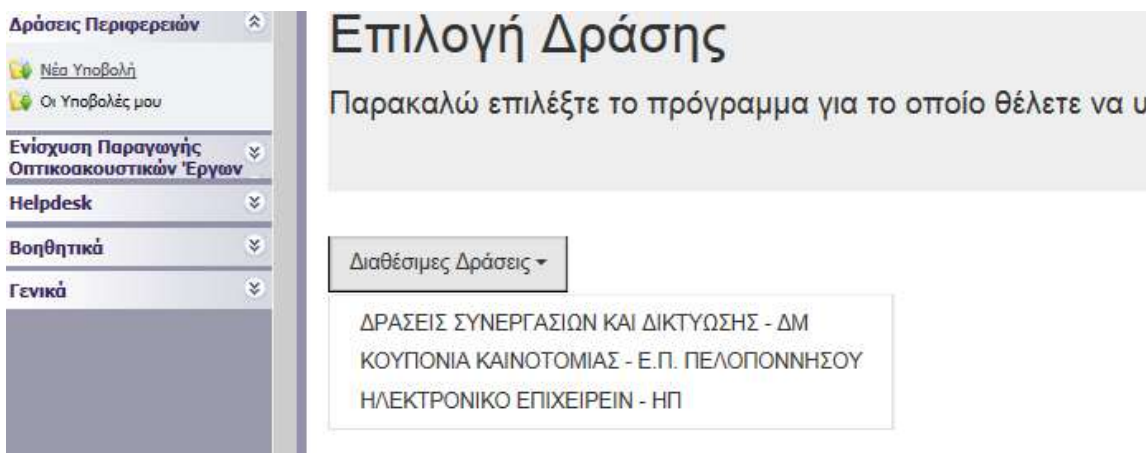 Δράσεις Περιφερειών
Νέα Υποβολή
Οι Υποβολές μου
Ενίσχυση Παραγωγής
Οπτικοακουστικών Έργων
Helpdesk
Βοηθητικά
Γενικά
Επιλογή Δράσης
Παρακαλώ επιλέξτε το πρόγραμμα για το οποίο θέλετε να υ
Διαθέσιμες Δράσεις
ΔΡΑΣΕΙΣ ΣΥΝΕΡΓΑΣΙΩΝ ΚΑΙ ΔΙΚΤΥΩΣΗΣ - ΔΜ
ΚΟΥΠΟΝΙΑ ΚΑΙΝΟΤΟΜΙΑΣ - Ε.Π. ΠΕΛΟΠΟΝΝΗΣΟΥ
ΗΛΕΚΤΡΟΝΙΚΟ ΕΠΙΧΕΙΡΕΙΝ - ΗΠ